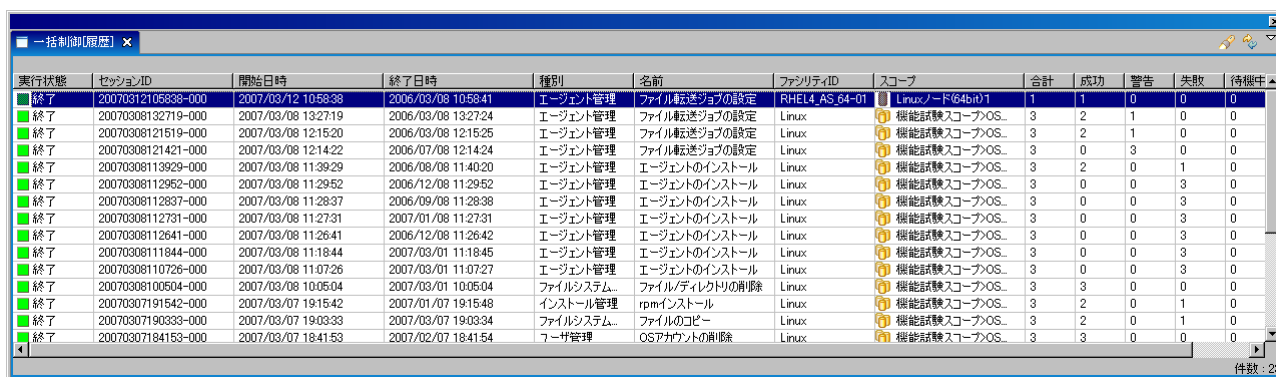 一括制御[履歴]
実行状態 セッションID 開始日時 終了日時 種別 名前 ファシリティID スコープ 合計 成功 警告 失敗 待機中
終了 20070312105838-000 2007/03/12 10:58:38 2006/03/08 10:58:41 エージェント管理 ファイル転送ジョブの設定 RHEL4_AS_64-01 Linuxノード(64bit)1 1 1 0 0 0
終了 20070308132719-000 2007/03/08 13:27:19 2006/03/08 13:27:24 エージェント管理 ファイル転送ジョブの設定 Linux 機能試験スコープ>OS... 3 2 1 0 0
終了 20070308121519-000 2007/03/08 12:15:20 2006/03/08 12:15:25 エージェント管理 ファイル転送ジョブの設定 Linux 機能試験スコープ>OS... 3 2 1 0 0
終了 20070308121421-000 2007/03/08 12:14:22 2006/07/08 12:14:24 エージェント管理 ファイル転送ジョブの設定 Linux 機能試験スコープ>OS... 3 0 3 0 0
終了 20070308113929-000 2007/03/08 11:39:29 2006/08/08 11:40:20 エージェント管理 エージェントのインストール Linux 機能試験スコープ>OS... 3 2 0 1 0
終了 20070308112952-000 2007/03/08 11:29:52 2006/12/08 11:29:52 エージェント管理 エージェントのインストール Linux 機能試験スコープ>OS... 3 0 0 3 0
終了 20070308112837-000 2007/03/08 11:28:37 2006/09/08 11:28:38 エージェント管理 エージェントのインストール Linux 機能試験スコープ>OS... 3 0 0 3 0
終了 20070308112731-000 2007/03/08 11:27:31 2007/01/08 11:27:31 エージェント管理 エージェントのインストール Linux 機能試験スコープ>OS... 3 0 0 3 0
終了 20070308112641-000 2007/03/08 11:26:41 2006/12/08 11:26:42 エージェント管理 エージェントのインストール Linux 機能試験スコープ>OS... 3 0 0 3 0
終了 20070308111844-000 2007/03/08 11:18:44 2007/03/01 11:18:45 エージェント管理 エージェントのインストール Linux 機能試験スコープ>OS... 3 0 0 3 0
終了 20070308110726-000 2007/03/08 11:07:26 2007/03/01 11:07:27 エージェント管理 エージェントのインストール Linux 機能試験スコープ>OS... 3 0 0 3 0
終了 20070308100504-000 2007/03/08 10:05:04 2007/03/01 10:05:04 ファイルシステム... ファイル/ディレクトリの削除 Linux 機能試験スコープ>OS... 3 3 0 0 0
終了 20070307191542-000 2007/03/07 19:15:42 2007/01/07 19:15:48 インストール管理 rpmインストール Linux 機能試験スコープ>OS... 3 2 0 1 0
終了 20070307190333-000 2007/03/07 19:03:33 2007/03/07 19:03:34 ファイルシステム... ファイルのコピー Linux 機能試験スコープ>OS... 3 2 0 1 0
終了 20070307184153-000 2007/03/07 18:41:53 2007/02/07 18:41:54 ユーザ管理 OSアカウントの削除 Linux 機能試験スコープ>OS... 3 3 0 0 0
件数 :